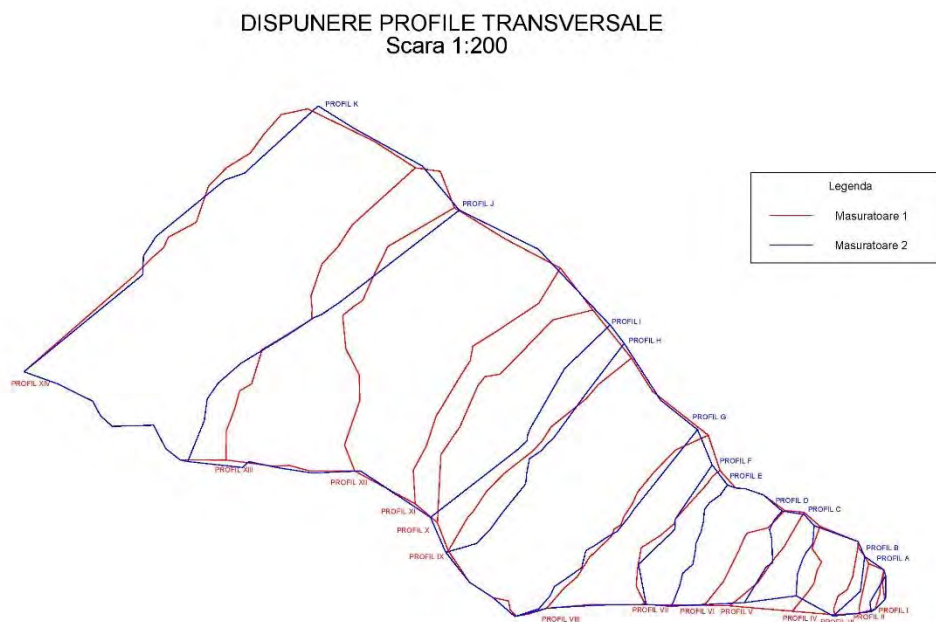 DISPUNERE PROFILE TRANSVERSALE
Scara 1:200
PROFIL K
Legenda
Masuratoare 1
Masuratoare 2
PROFIL J
PROFIL I
PROFIL H
PROFIL XIV
PROFIL G
PROFIL F
PROFIL XIII
PROFIL XII
PROFIL E
PROFIL D
PROFIL XI
PROFIL C
PROFIL X
PROFIL B
PROFIL IX
PROFIL A
PROFIL VIII
PROFIL VII
PROFIL VI
PROFIL V
PROFIL IV
PROFIL II
PROFIL I